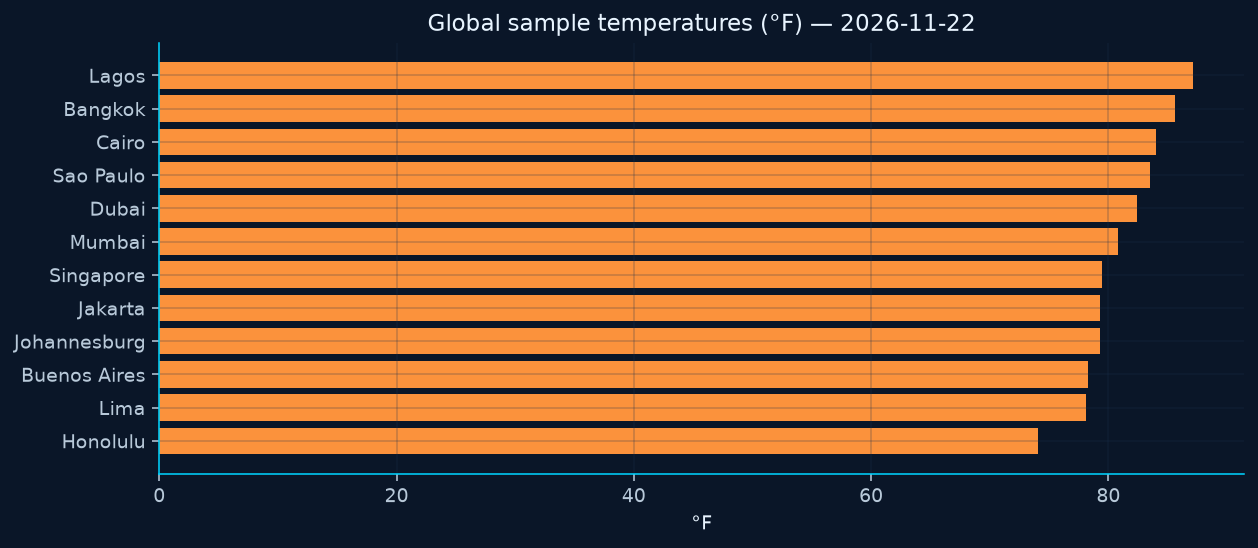 Global sample temperatures (°F) — 2026-11-22
Lagos
Bangkok
Cairo
Sao Paulo
Dubai
Mumbai
Singapore
Jakarta
Johannesburg
Buenos Aires
Lima
Honolulu
0 20 40 60 80
°F